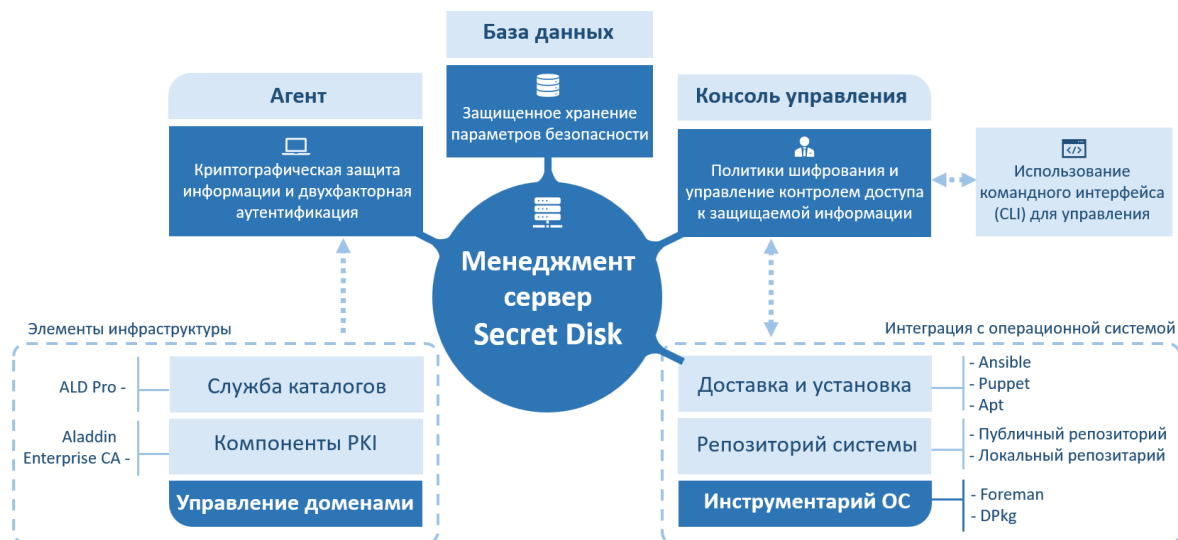 База данных
Защищенное хранение
параметров безопасности
Агент
Криптографическая защита
информации и двухфакторная
аутентификация
Консоль управления
Политики шифрования и
управление контролем доступа
к защищаемой информации
Использование
командного интерфейса
(CLI) для управления
Менеджмент
сервер
Secret Disk
Элементы инфраструктуры
ALD Pro -
Служба каталогов
Aladdin
Enterprise CA -
Компоненты PKI
Управление доменами
Интеграция с операционной системой
Доставка и установка
- Ansible
- Puppet
- Apt
Репозиторий системы
- Публичный репозиторий
- Локальный репозитарий
Инструментарий ОС
- Foreman
- DPkg